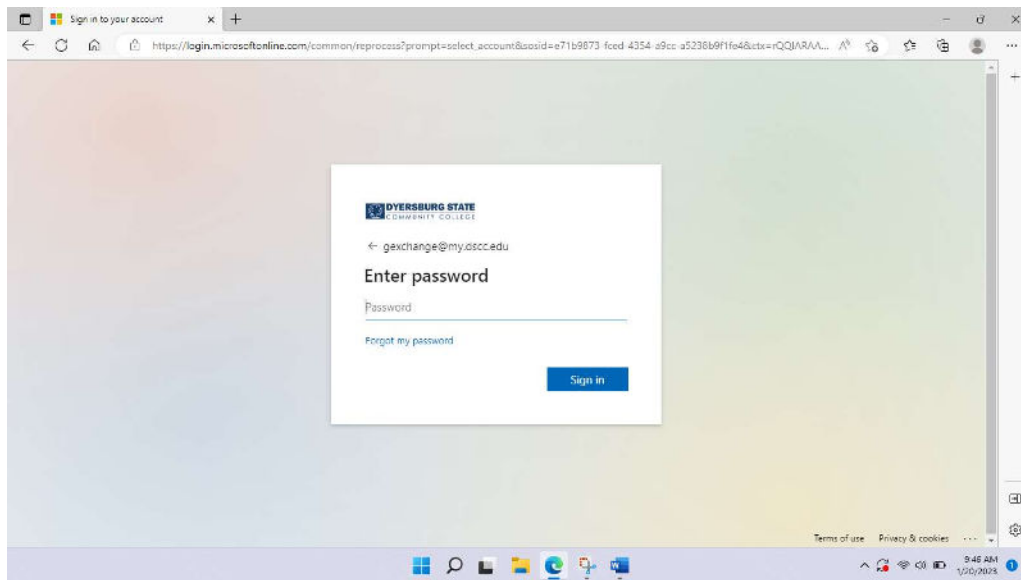 Sign in to your account
https://login.microsoftonline.com/common/reprocess?prompt=select_account&sosid=e71b9873-fced-4354-a9cc-a5238b9f1fe4&ctx=rQQIARAA...
DYERSBURG STATE
COMMUNITY COLLEGE
gexchange@my.dscc.edu
Enter password
Password
Forgot my password
Sign in
Terms of use Privacy & cookies ...
9:46 AM
1/20/2023